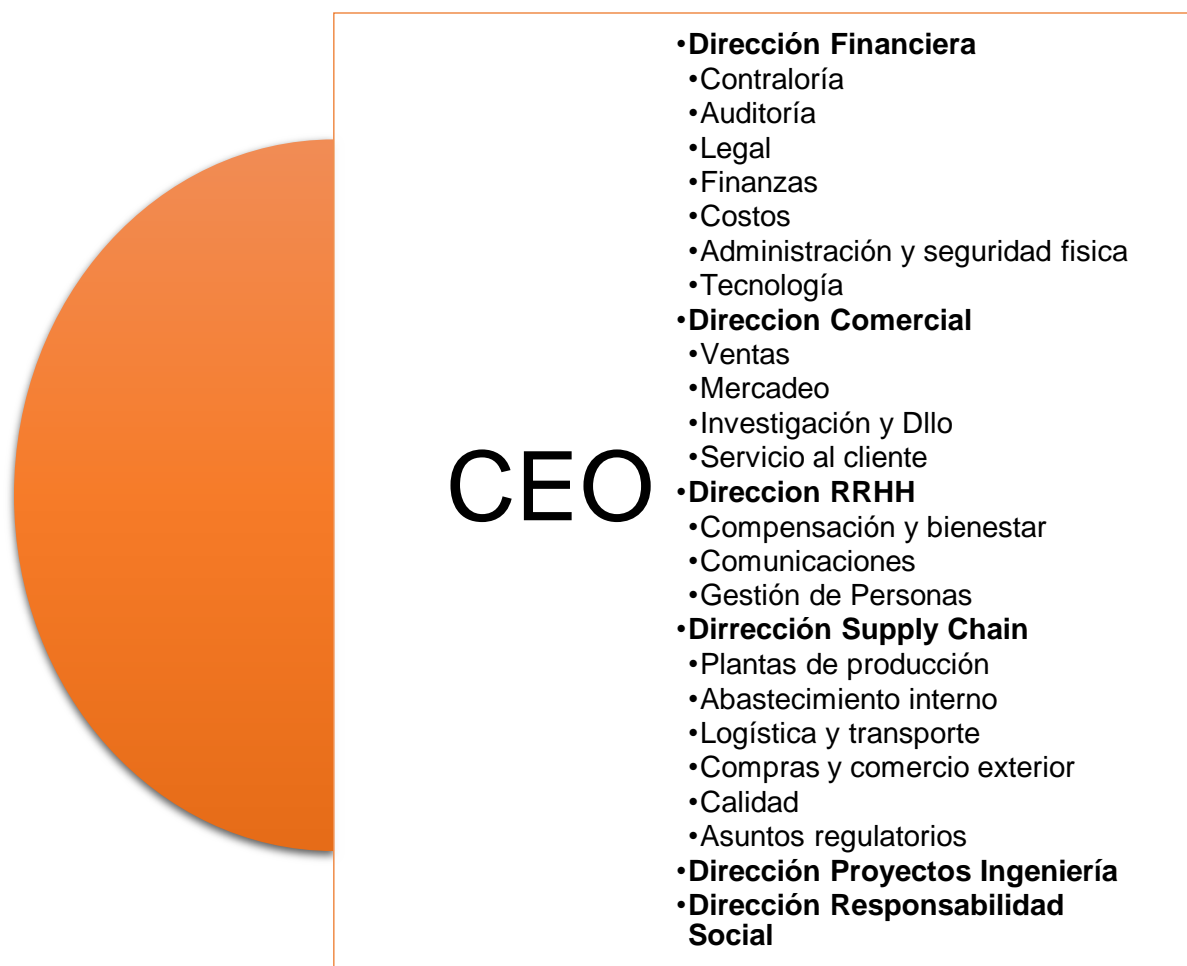 CEO
•Dirección Financiera
•Contraloría
•Auditoría
•Legal
•Finanzas
•Costos
•Administración y seguridad fisica
•Tecnología
•Direccion Comercial
•Ventas
•Mercadeo
•Investigación y Dllo
•Servicio al cliente
•Direccion RRHH
•Compensación y bienestar
•Comunicaciones
•Gestión de Personas
•Dirrección Supply Chain
•Plantas de producción
•Abastecimiento interno
•Logística y transporte
•Compras y comercio exterior
•Calidad
•Asuntos regulatorios
•Dirección Proyectos Ingeniería
•Dirección Responsabilidad
Social